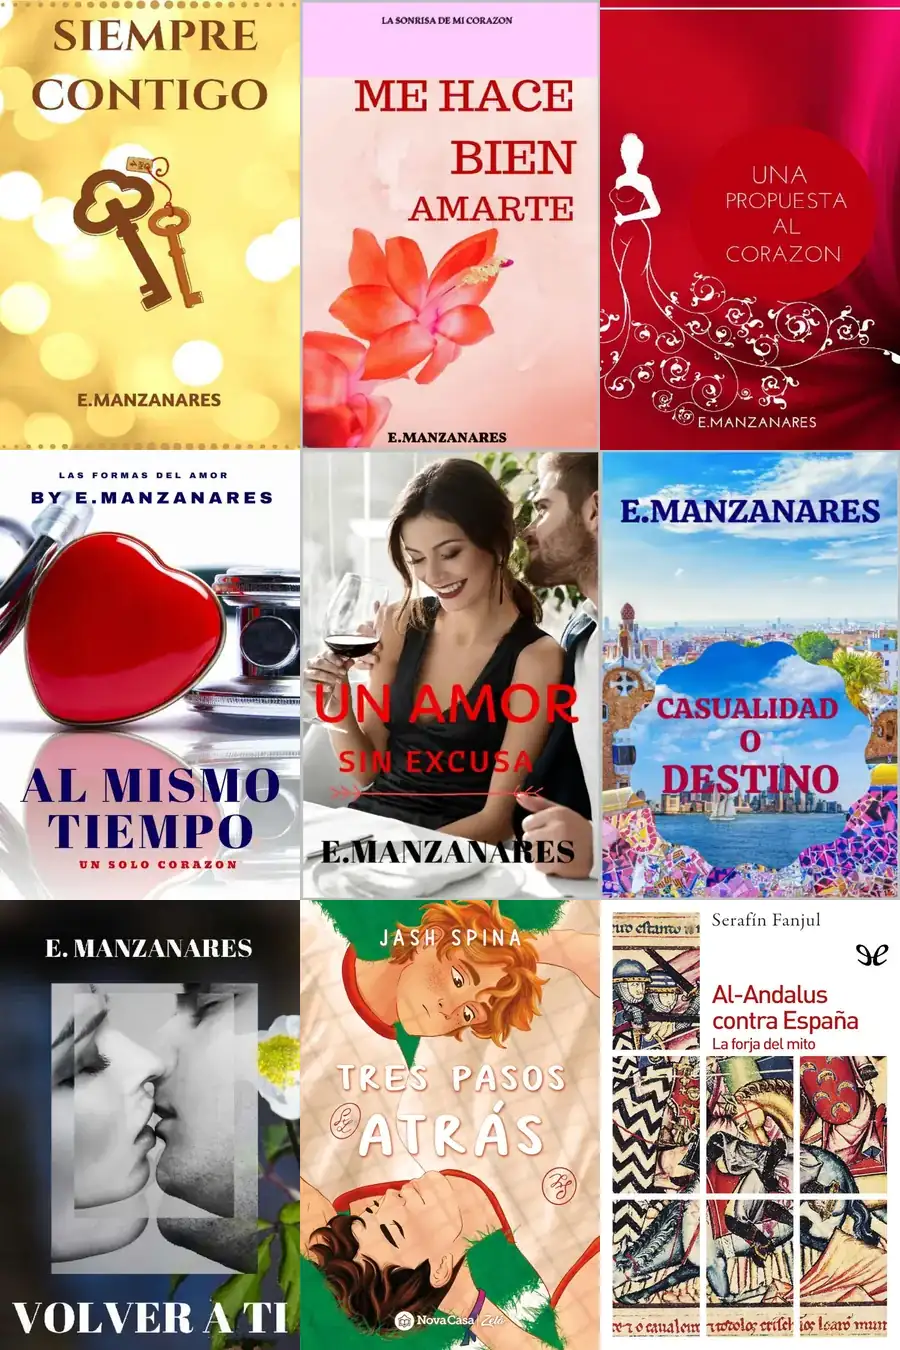 SIEMPRE
CONTIGO
E.MANZANARES
LA SONRISA DE MI CORAZON
ME HACE
BIEN
AMARTE
E.MANZANARES
UNA
PROPUESTA
AL
CORAZON
E.MANZANARES
LAS FORMAS DEL AMOR
BY E.MANZANARES
AL MISMO
TIEMPO
UN SOLO CORAZON
UN AMOR
SIN EXCUSA
E.MANZANARES
E.MANZANARES
CASUALIDAD
O
DESTINO
E. MANZANARES
VOLVER A TI
JASH SPINA
TRES PASOS
ATRÁS
NovaCasa Zelá
Serafín Fanjul
Al-Andalus
contra España
La forja del mito